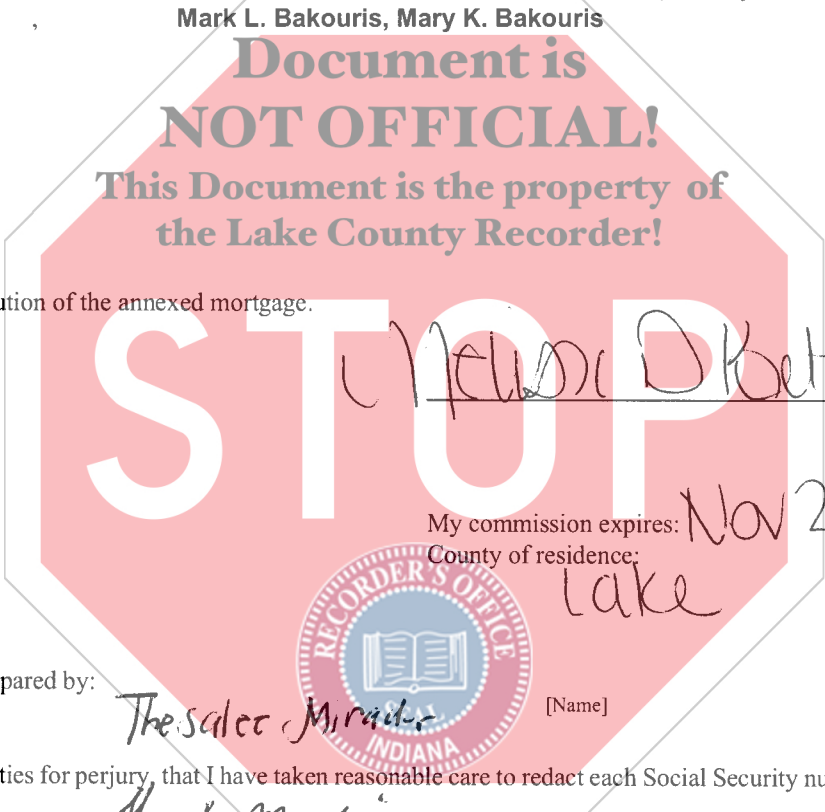 Mark L. Bakouris, Mary K. Bakouris
Document is
NOT OFFICIAL!
This Document is the property of
the Lake County Recorder!
ution of the annexed mortgage.
STOP
My commission expires: Nov 2
County of residence:
Lake
RECORDER'S OFFICE
SEAL
INDIANA
pared by:
[Name]
ties for perjury, that I have taken reasonable care to redact each Social Security nu